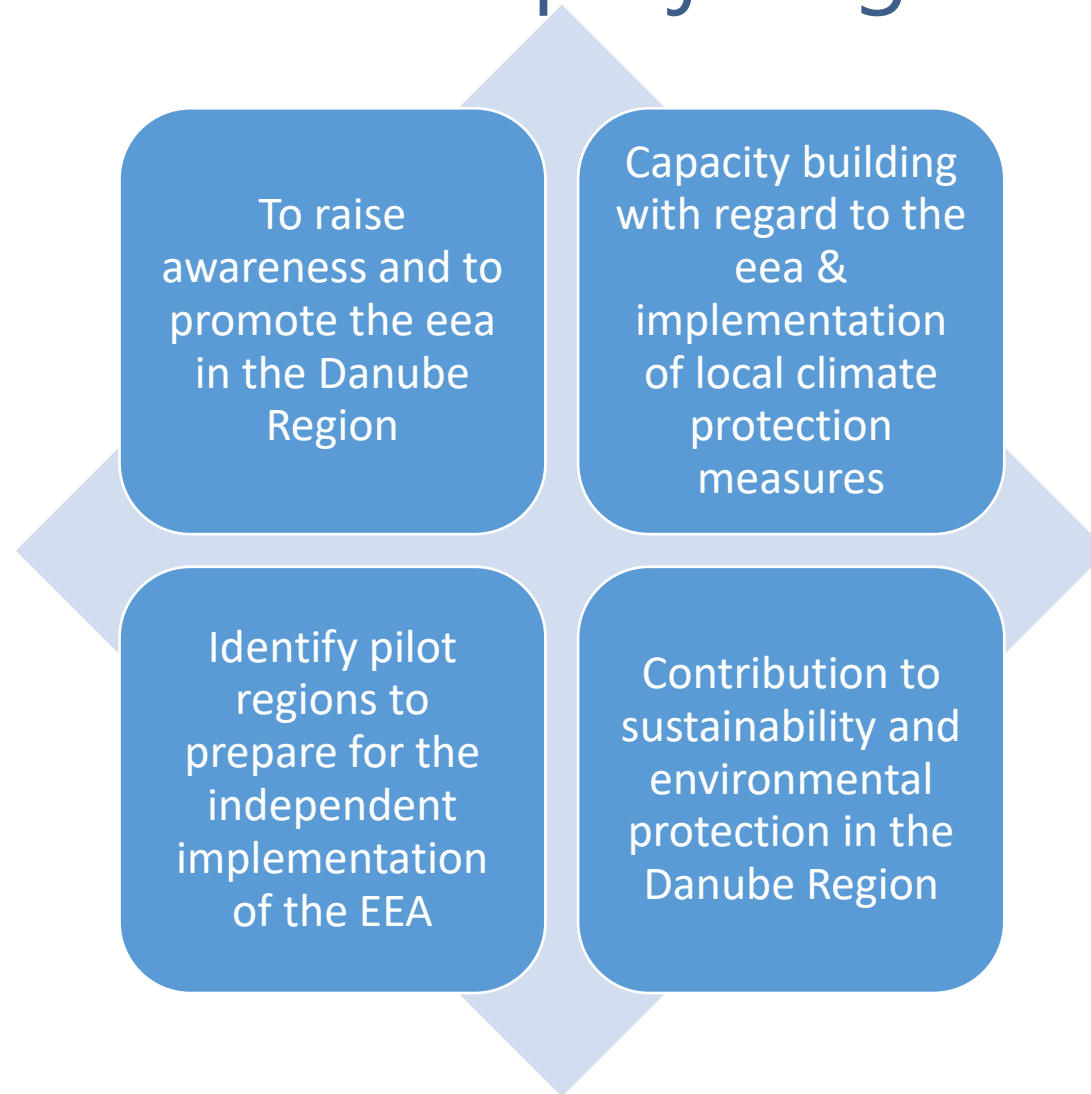 To raise
awareness and to
promote the eea
in the Danube
Region
Capacity building
with regard to the
eea &
implementation
of local climate
protection
measures
Identify pilot
regions to
prepare for the
independent
implementation
of the EEA
Contribution to
sustainability and
environmental
protection in the
Danube Region